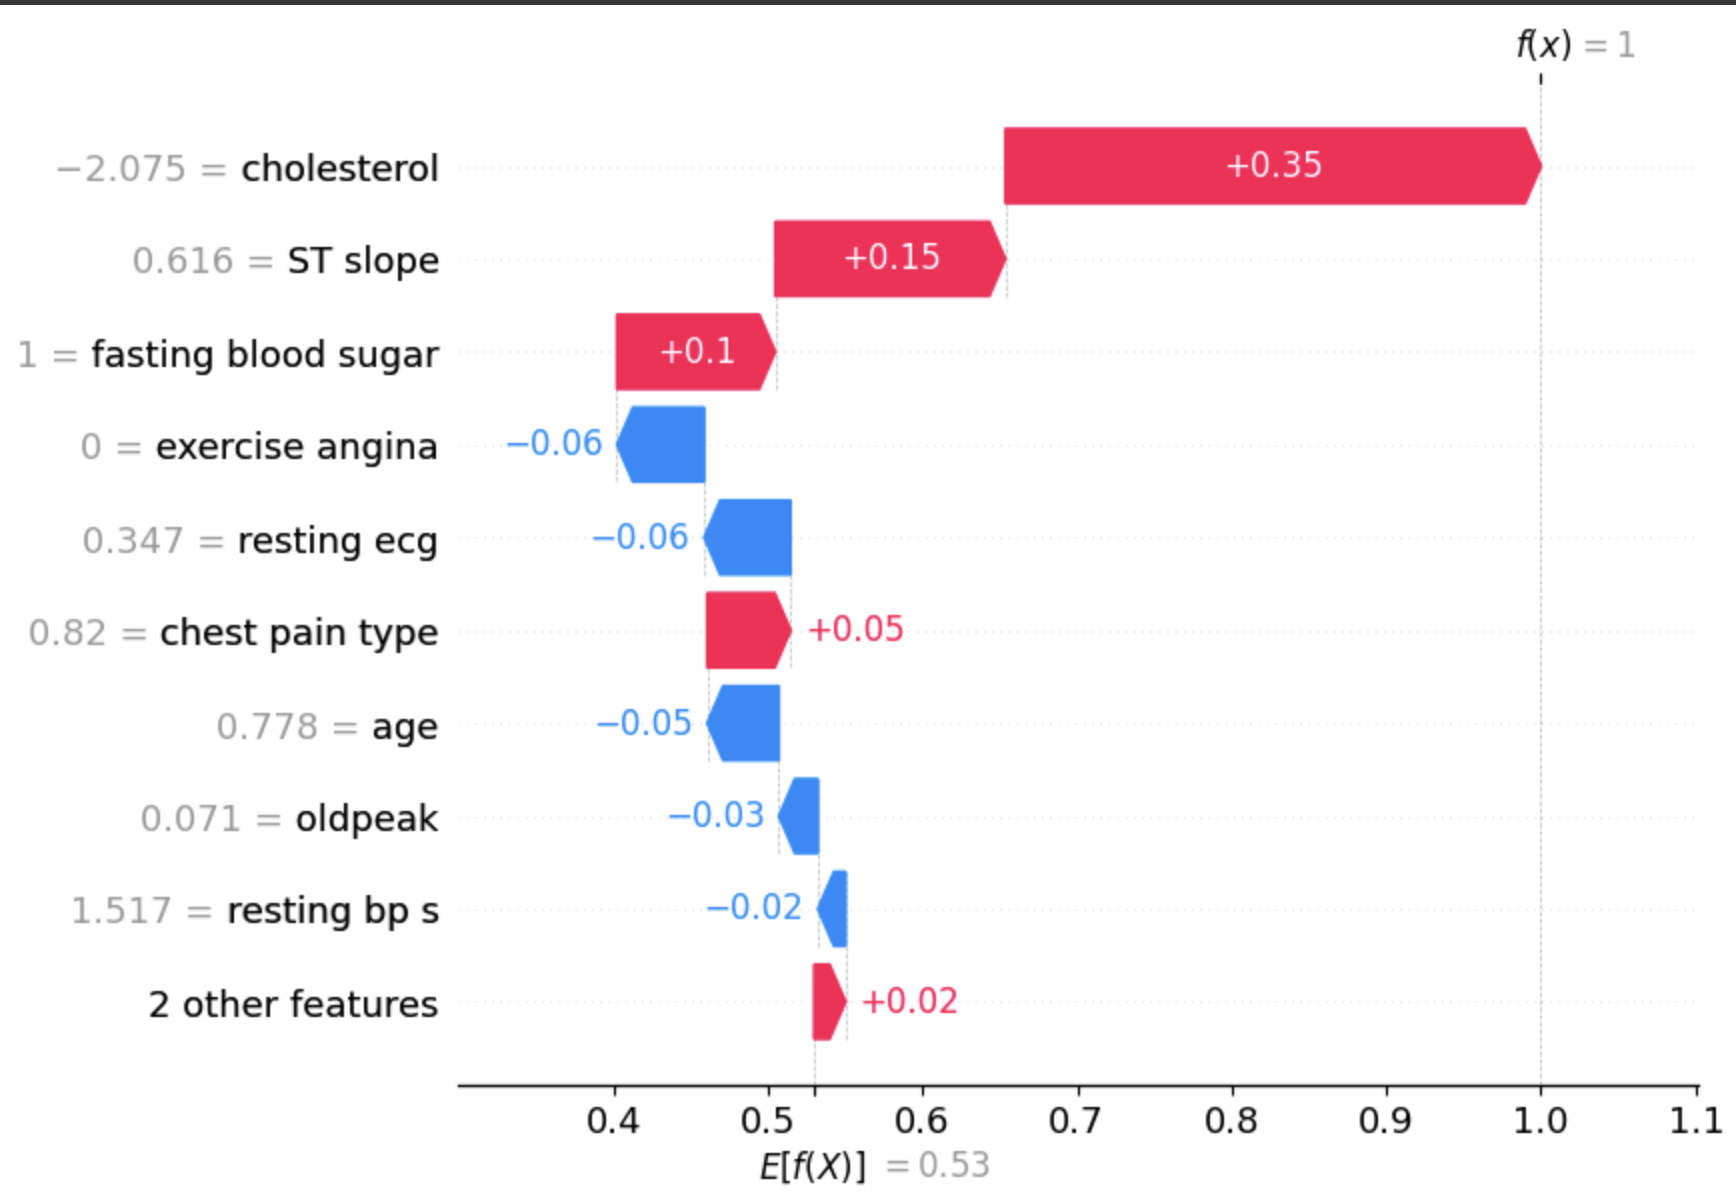 f(x) = 1
−2.075 = cholesterol +0.35
0.616 = ST slope +0.15
1 = fasting blood sugar +0.1
0 = exercise angina −0.06
0.347 = resting ecg −0.06
0.82 = chest pain type +0.05
0.778 = age −0.05
0.071 = oldpeak −0.03
1.517 = resting bp s −0.02
2 other features +0.02
0.4 0.5 0.6 0.7 0.8 0.9 1.0 1.1
E[f(X)] = 0.53